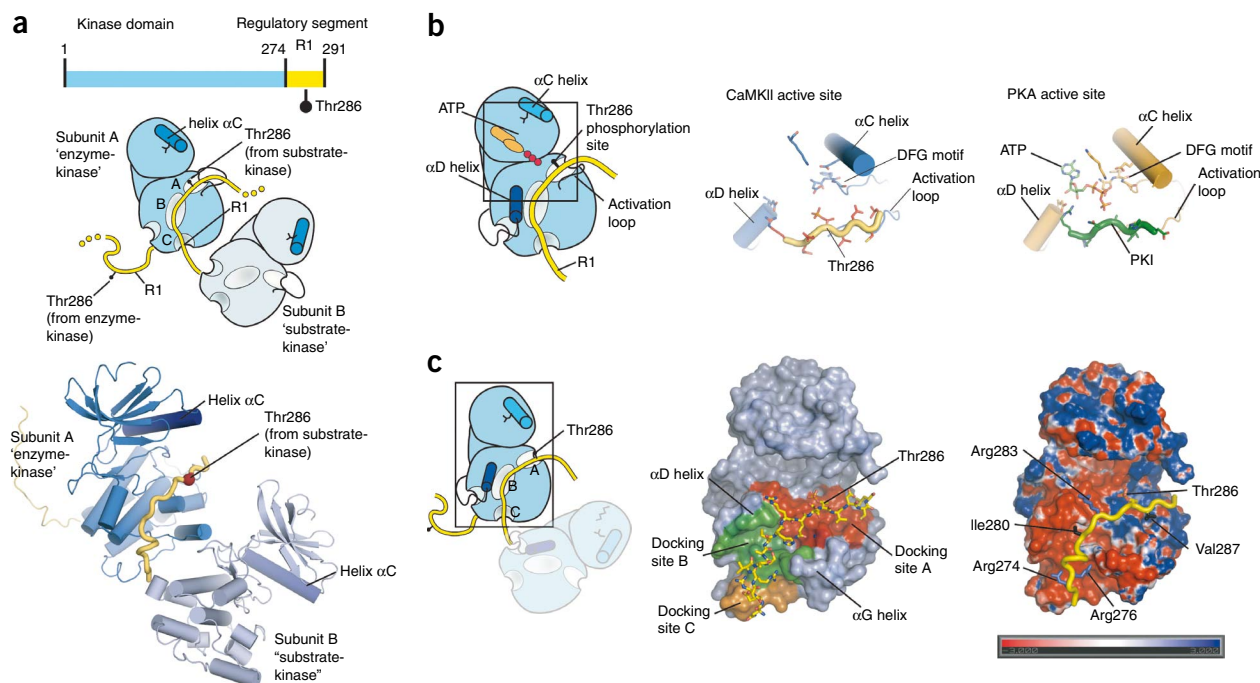 a
Kinase domain
Regulatory segment
1
274
R1
291
Thr286
helix αC
Subunit A
'enzyme-
kinase'
Thr286
(from substrate-
kinase)
A
B
C
R1
R1
Thr286
(from enzyme-
kinase)
Subunit B
'substrate-
kinase'
Helix αC
Thr286
(from substrate-
kinase)
Subunit A
'enzyme-
kinase'
Helix αC
Subunit B
"substrate-
kinase"
b
αC helix
ATP
Thr286
phosphorylation
site
αD helix
Activation
loop
R1
CaMKII active site
αC helix
DFG motif
Activation
loop
αD helix
Thr286
PKA active site
αC helix
ATP
DFG motif
αD helix
Activation
loop
PKI
c
Thr286
A
B
C
αD helix
Thr286
Docking
site B
Docking
site A
Docking
site C
αG helix
Arg283
Thr286
Ile280
Val287
Arg274
Arg276
-3.000
3.000